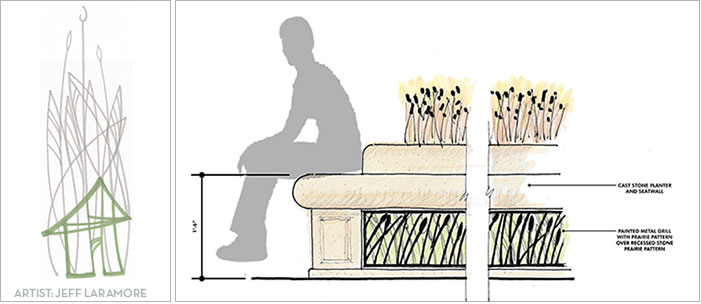 ARTIST: JEFF LARAMORE
1'-6"
CAST STONE PLANTER
AND SEATWALL
PAINTED METAL GRILL
WITH PRAIRIE PATTERN
OVER RECESSED STONE
PRAIRIE PATTERN